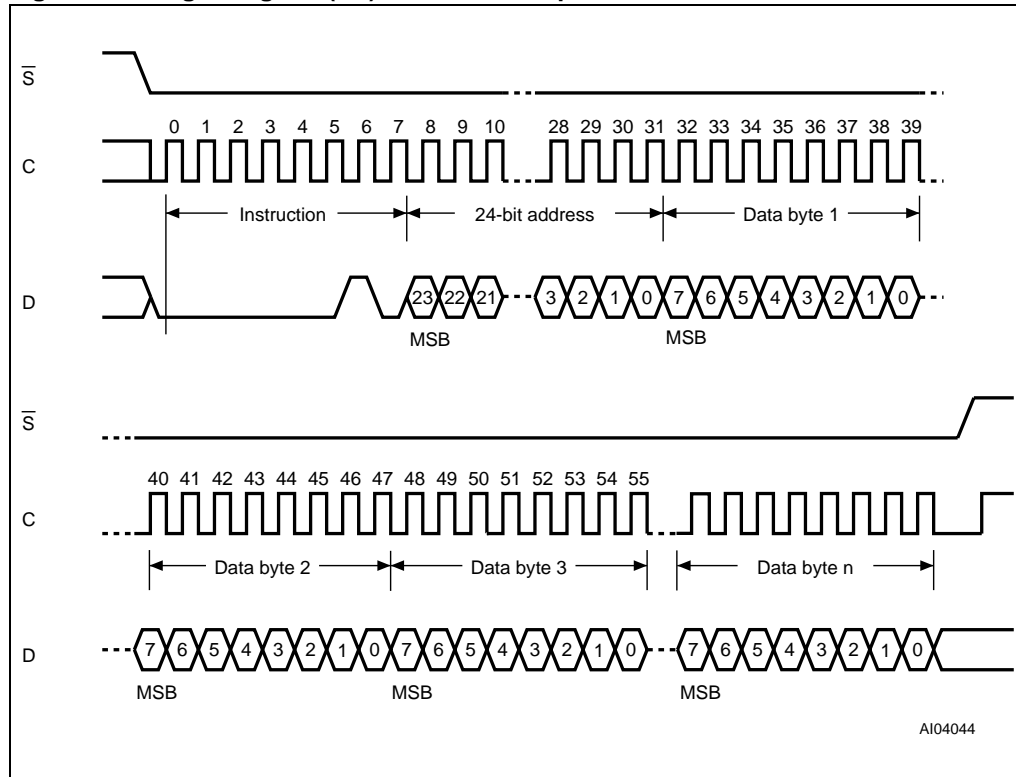 S
0 1 2 3 4 5 6 7 8 9 10 28 29 30 31 32 33 34 35 36 37 38 39
C
Instruction 24-bit address Data byte 1
D 23 22 21 3 2 1 0 7 6 5 4 3 2 1 0
MSB MSB
S
40 41 42 43 44 45 46 47 48 49 50 51 52 53 54 55
C
Data byte 2 Data byte 3 Data byte n
D 7 6 5 4 3 2 1 0 7 6 5 4 3 2 1 0 7 6 5 4 3 2 1 0
MSB MSB MSB
AI04044